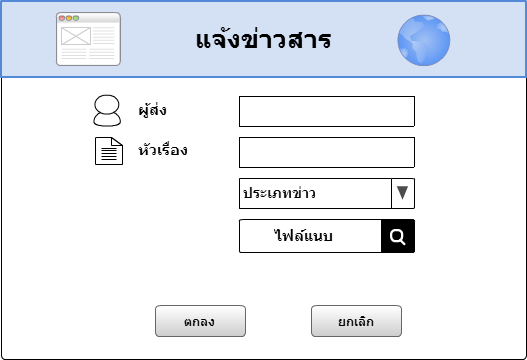 แจ้งข่าวสาร
ผู้ส่ง
หัวเรื่อง
ประเภทข่าว
ไฟล์แนบ
ตกลง
ยกเลิก